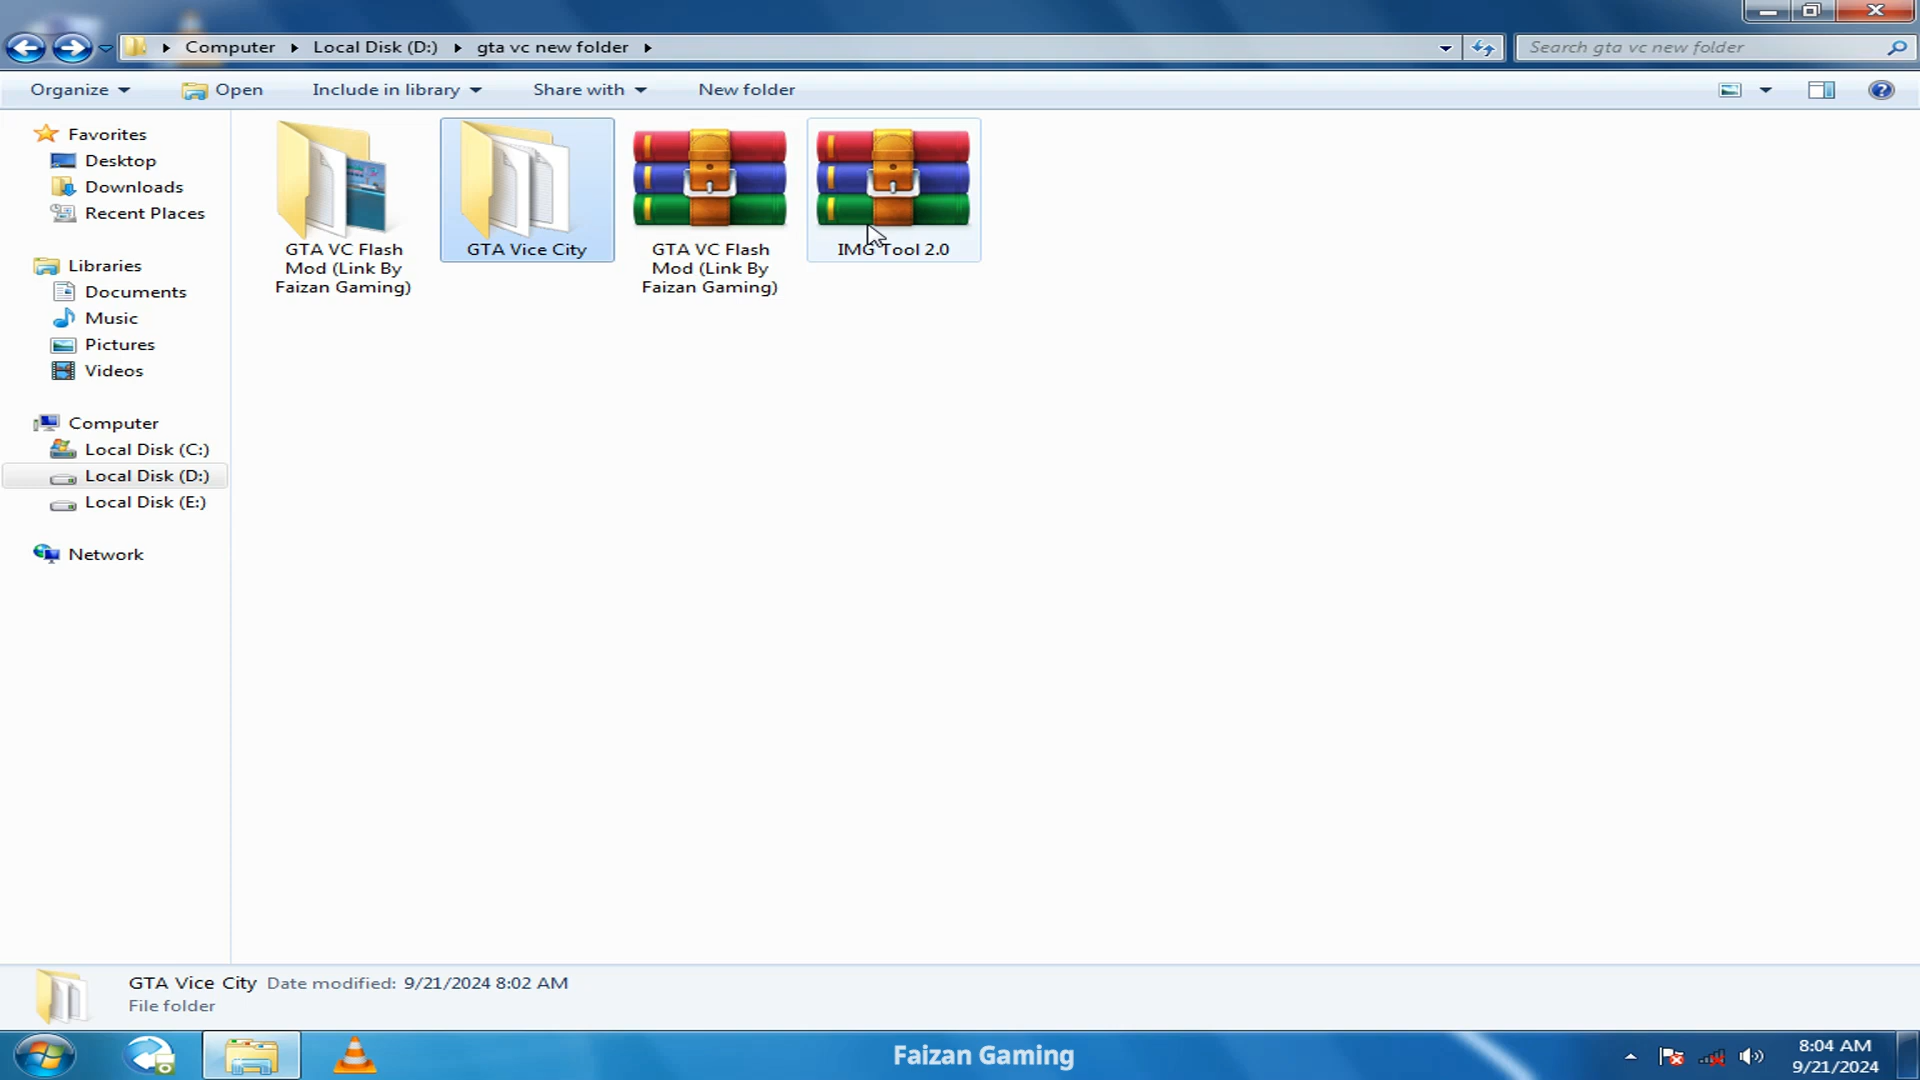 Computer Local Disk (D:) gta vc new folder
Search gta vc new folder
Organize Open Include in library Share with New folder
Favorites
Desktop
Downloads
Recent Places
Libraries
Documents
Music
Pictures
Videos
Computer
Local Disk (C:)
Local Disk (D:)
Local Disk (E:)
Network
GTA VC Flash
Mod (Link By
Faizan Gaming)
GTA Vice City
GTA VC Flash
Mod (Link By
Faizan Gaming)
IMG Tool 2.0
GTA Vice City Date modified: 9/21/2024 8:02 AM
File folder
Faizan Gaming
8:04 AM
9/21/2024